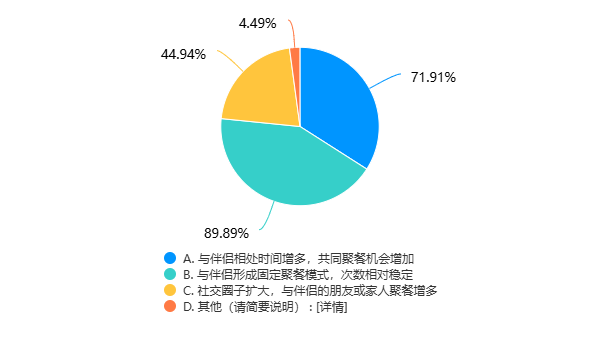 4.49%
44.94%
71.91%
89.89%
A. 与伴侣相处时间增多，共同聚餐机会增加
B. 与伴侣形成固定聚餐模式，次数相对稳定
C. 社交圈子扩大，与伴侣的朋友或家人聚餐增多
D. 其他（请简要说明）: [详情]